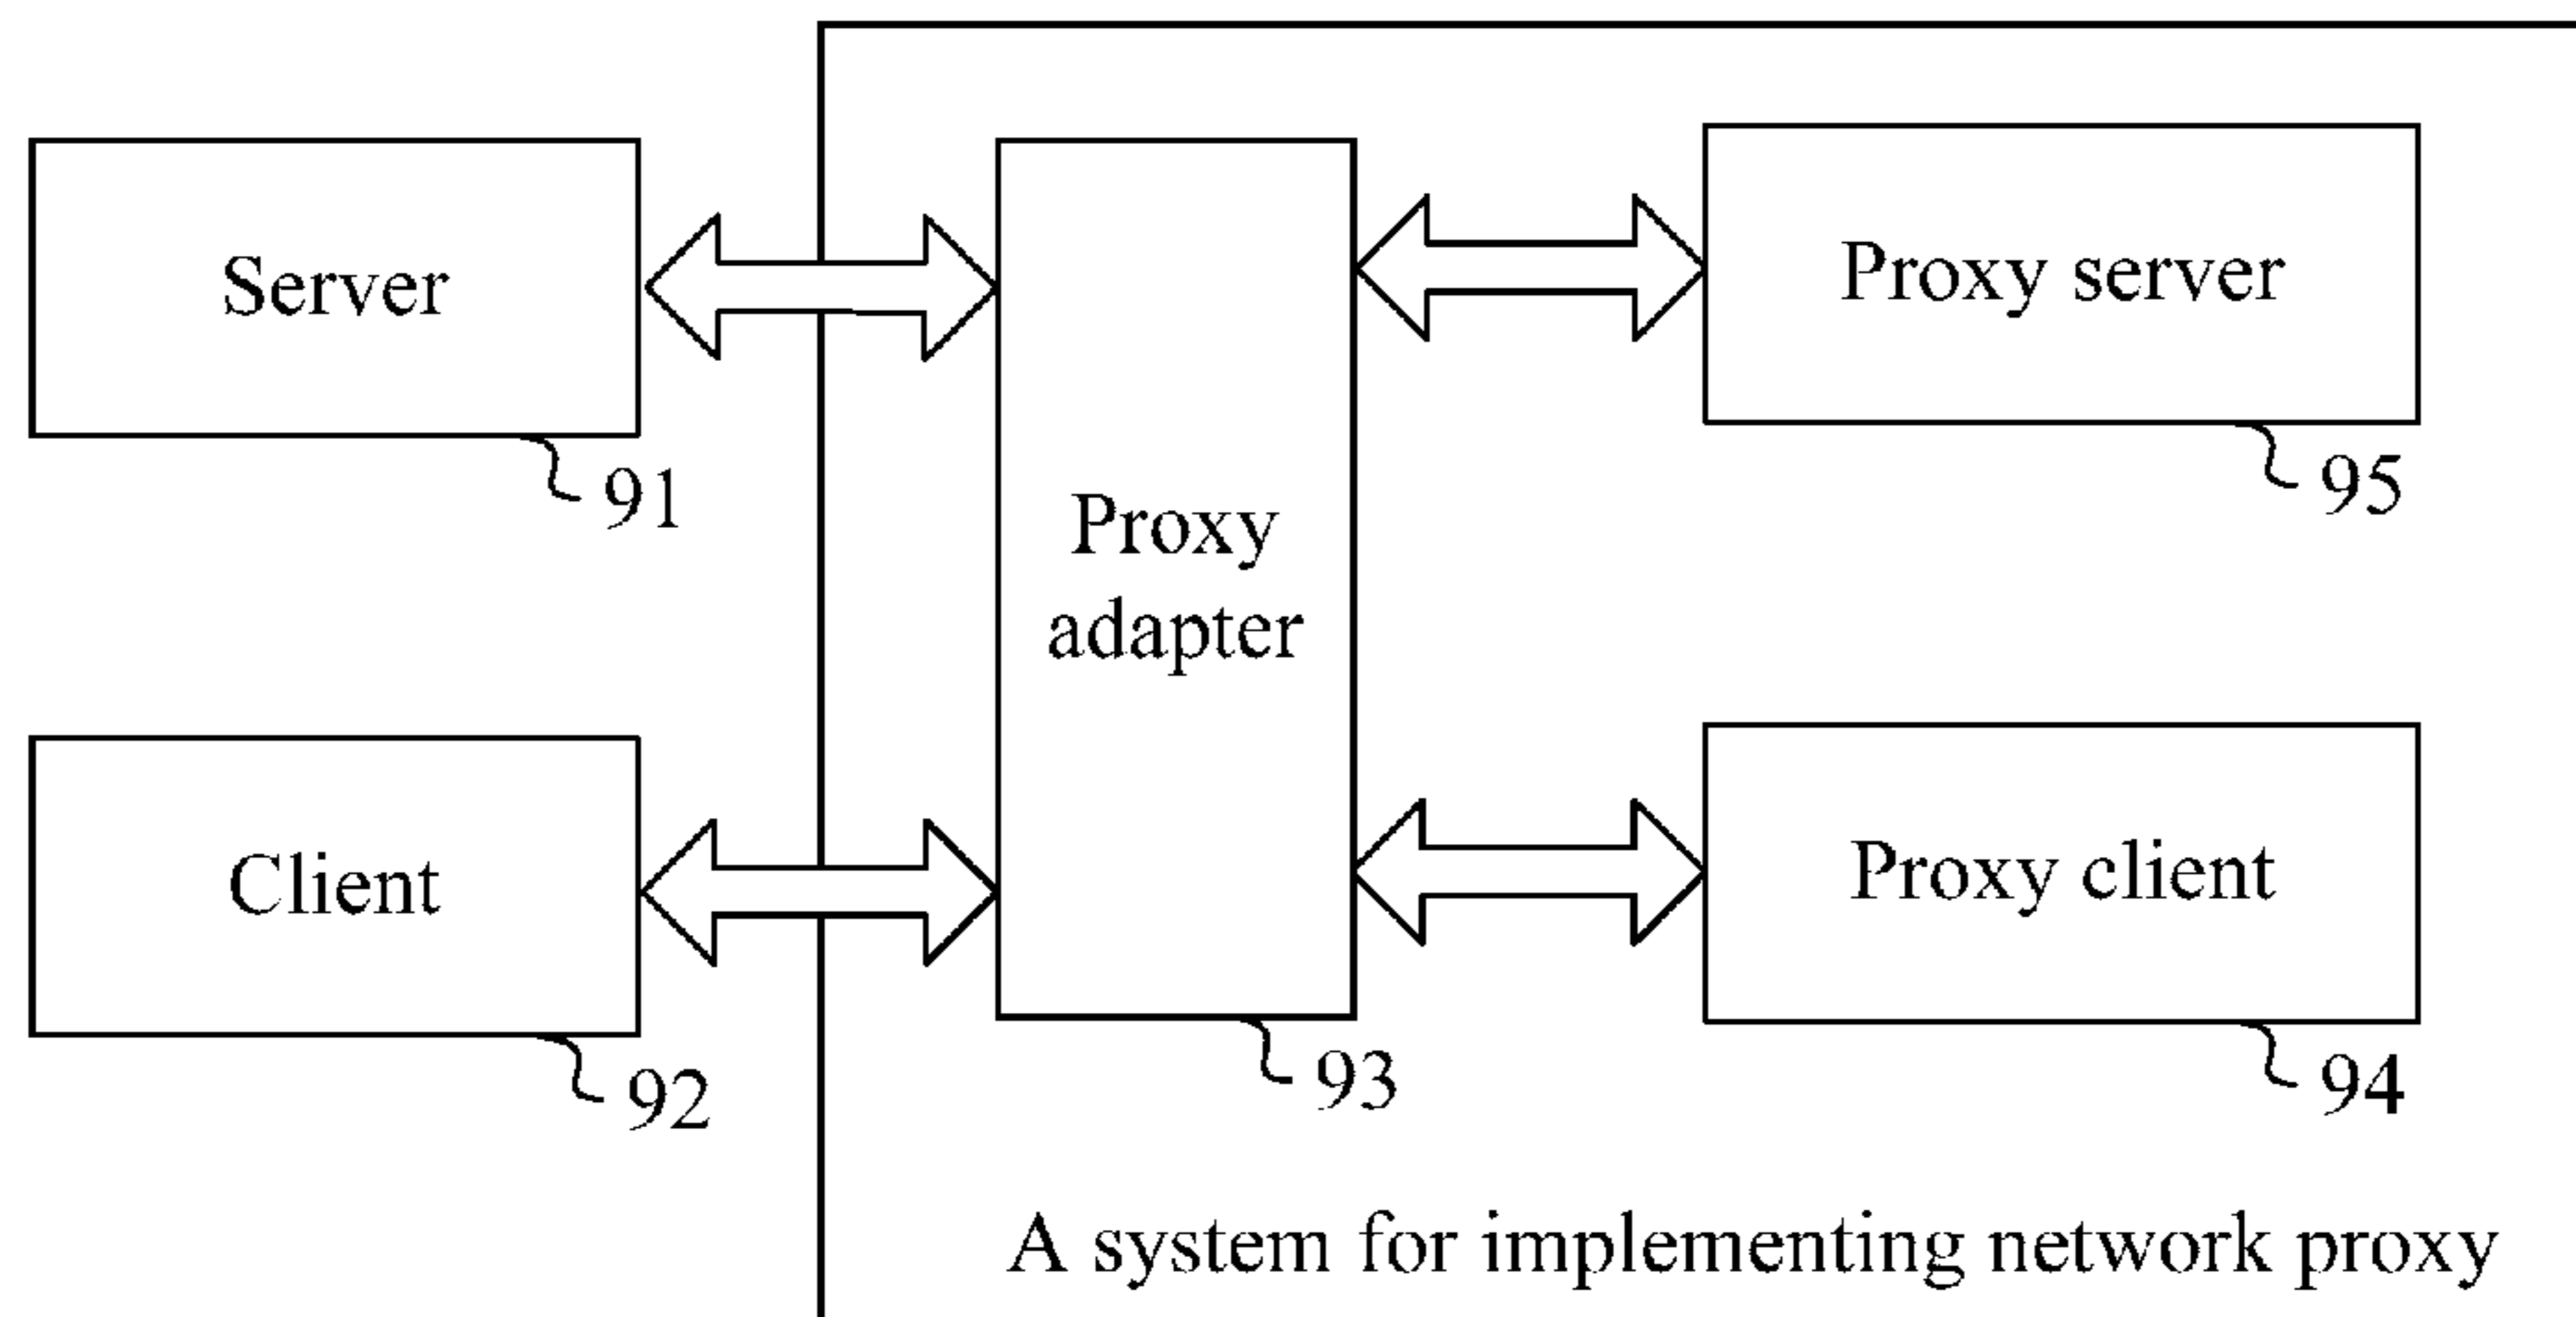 Server
91
Client
92
Proxy
adapter
93
Proxy server
95
Proxy client
94
A system for implementing network proxy